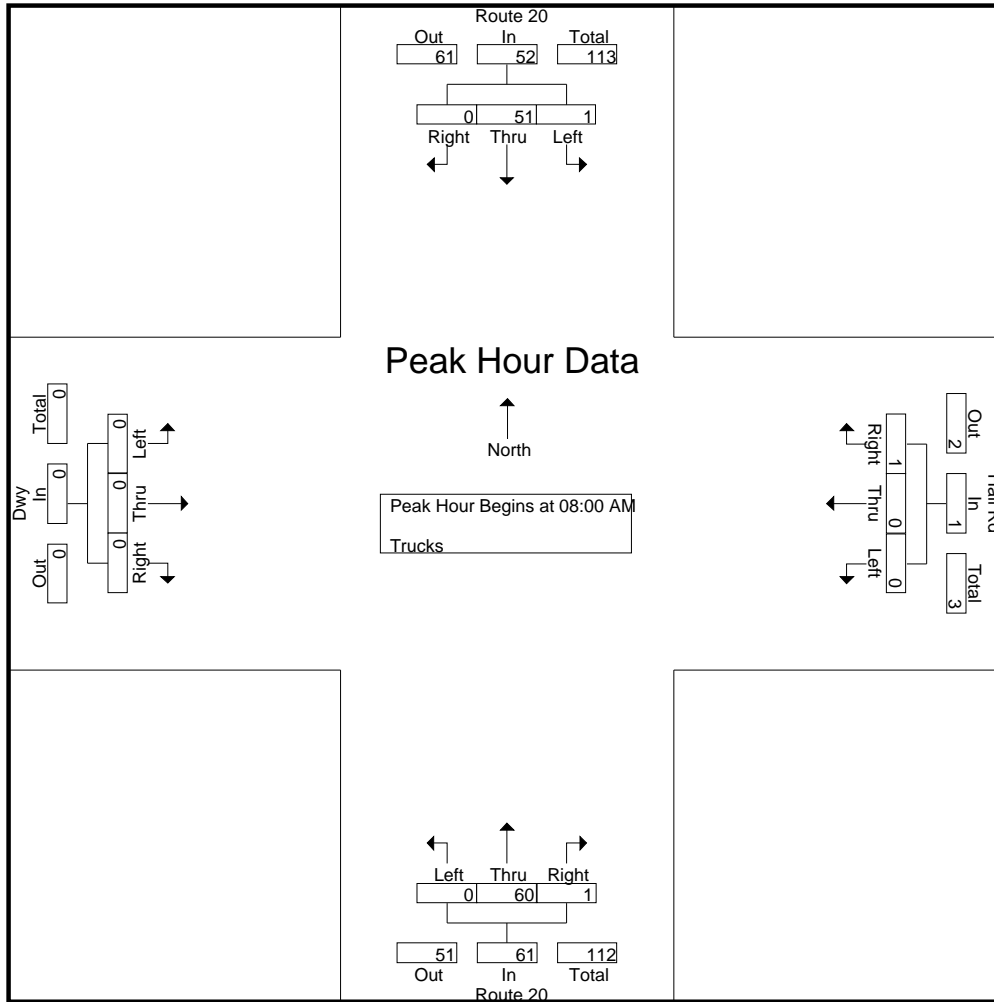 Route 20
Out In Total
61 52 113
0 51 1
Right Thru Left
Peak Hour Data
North
Peak Hour Begins at 08:00 AM
Trucks
Dwy
Total In Out
0 0 0
0 0 0
Left Thru Right
Right Thru Left
1 0 0
Out In Total
2 1 3
Rd
Left Thru Right
0 60 1
51 61 112
Out In Total
Route 20